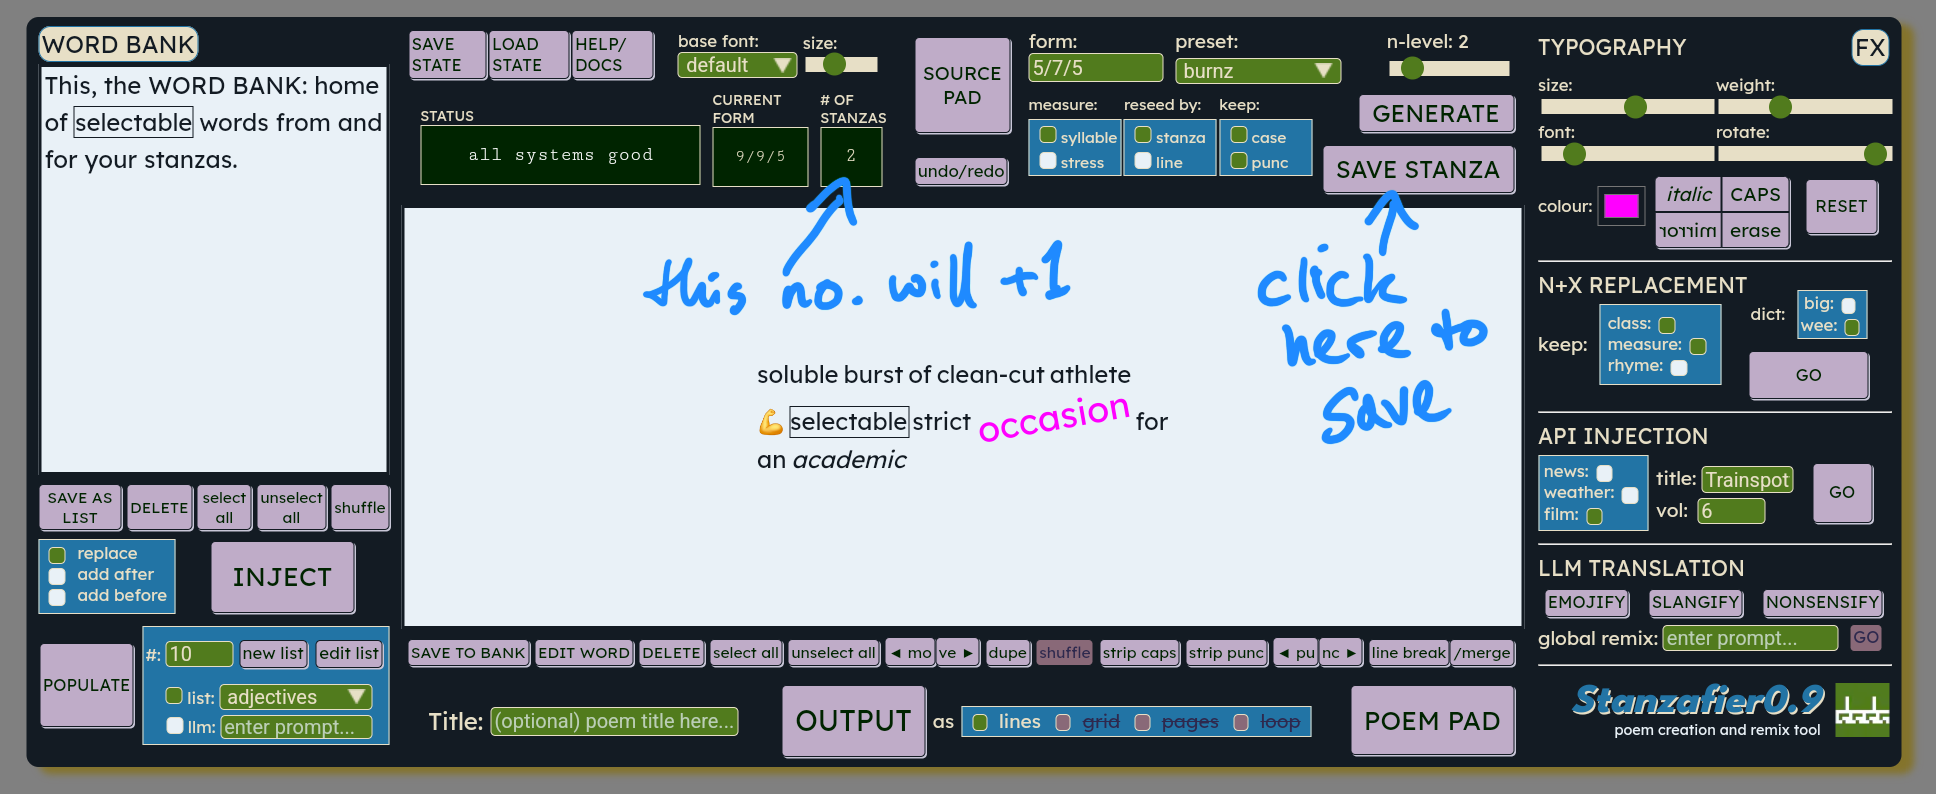 WORD BANK
This, the WORD BANK: home
of selectable words from and
for your stanzas.
SAVE AS LIST
DELETE
select all
unselect all
shuffle
replace
add after
add before
INJECT
POPULATE
#: 10
new list
edit list
list: adjectives
llm: enter prompt...
SAVE STATE
LOAD STATE
HELP/ DOCS
base font: default
size:
STATUS
all systems good
CURRENT FORM
9/9/5
# OF STANZAS
2
SOURCE PAD
undo/redo
form: 5/7/5
preset: burnz
n-level: 2
measure:
syllable
stress
reseed by:
stanza
line
keep:
case
punc
GENERATE
SAVE STANZA
this no. will +1
click
here to
save
soluble burst of clean-cut athlete
💪 selectable strict occasion for
an academic
SAVE TO BANK
EDIT WORD
DELETE
select all
unselect all
◄ mo ve ►
dupe
shuffle
strip caps
strip punc
◄ pu nc ►
line break /merge
Title: (optional) poem title here...
OUTPUT as lines grid pages loop
POEM PAD
TYPOGRAPHY
FX
size:
weight:
font:
rotate:
colour:
italic
CAPS
mirror
erase
RESET
N+X REPLACEMENT
keep:
class:
measure:
rhyme:
dict:
big:
wee:
GO
API INJECTION
news:
weather:
film:
title: Trainspot
vol: 6
GO
LLM TRANSLATION
EMOJIFY
SLANGIFY
NONSENSIFY
global remix: enter prompt... GO
Stanzafier0.9
poem creation and remix tool